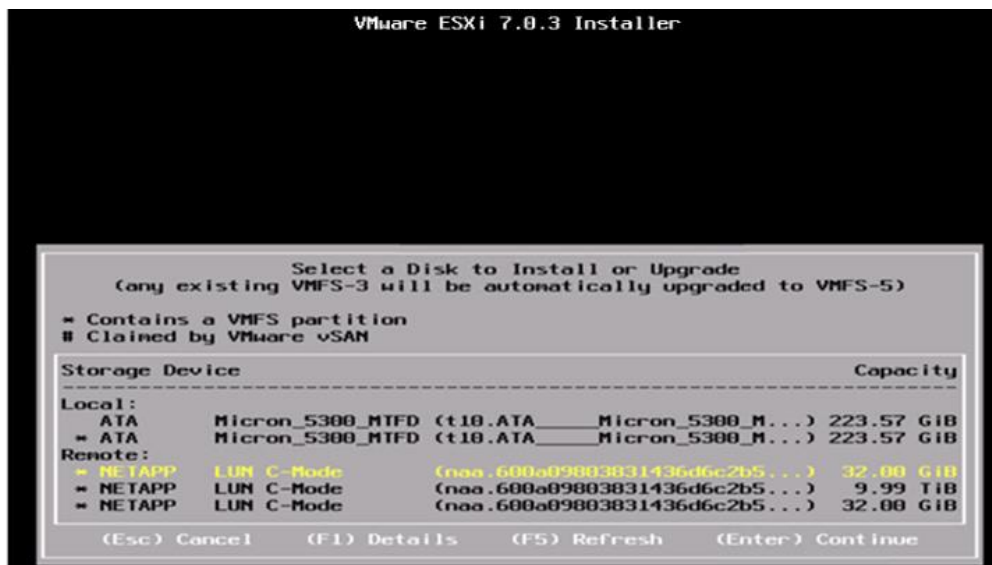 VMware ESXi 7.0.3 Installer
Select a Disk to Install or Upgrade
(any existing VMFS-3 will be automatically upgraded to VMFS-5)
* Contains a VMFS partition
# Claimed by VMware vSAN
Storage Device Capacity
Local:
ATA Micron_5300_MTFD (t10.ATA_____Micron_5300_M...) 223.57 GiB
* ATA Micron_5300_MTFD (t10.ATA_____Micron_5300_M...) 223.57 GiB
Remote:
* NETAPP LUN C-Mode (naa.600a09803831436d6c2b5...) 32.00 GiB
* NETAPP LUN C-Mode (naa.600a09803831436d6c2b5...) 9.99 TiB
* NETAPP LUN C-Mode (naa.600a09803831436d6c2b5...) 32.00 GiB
(Esc) Cancel (F1) Details (F5) Refresh (Enter) Continue